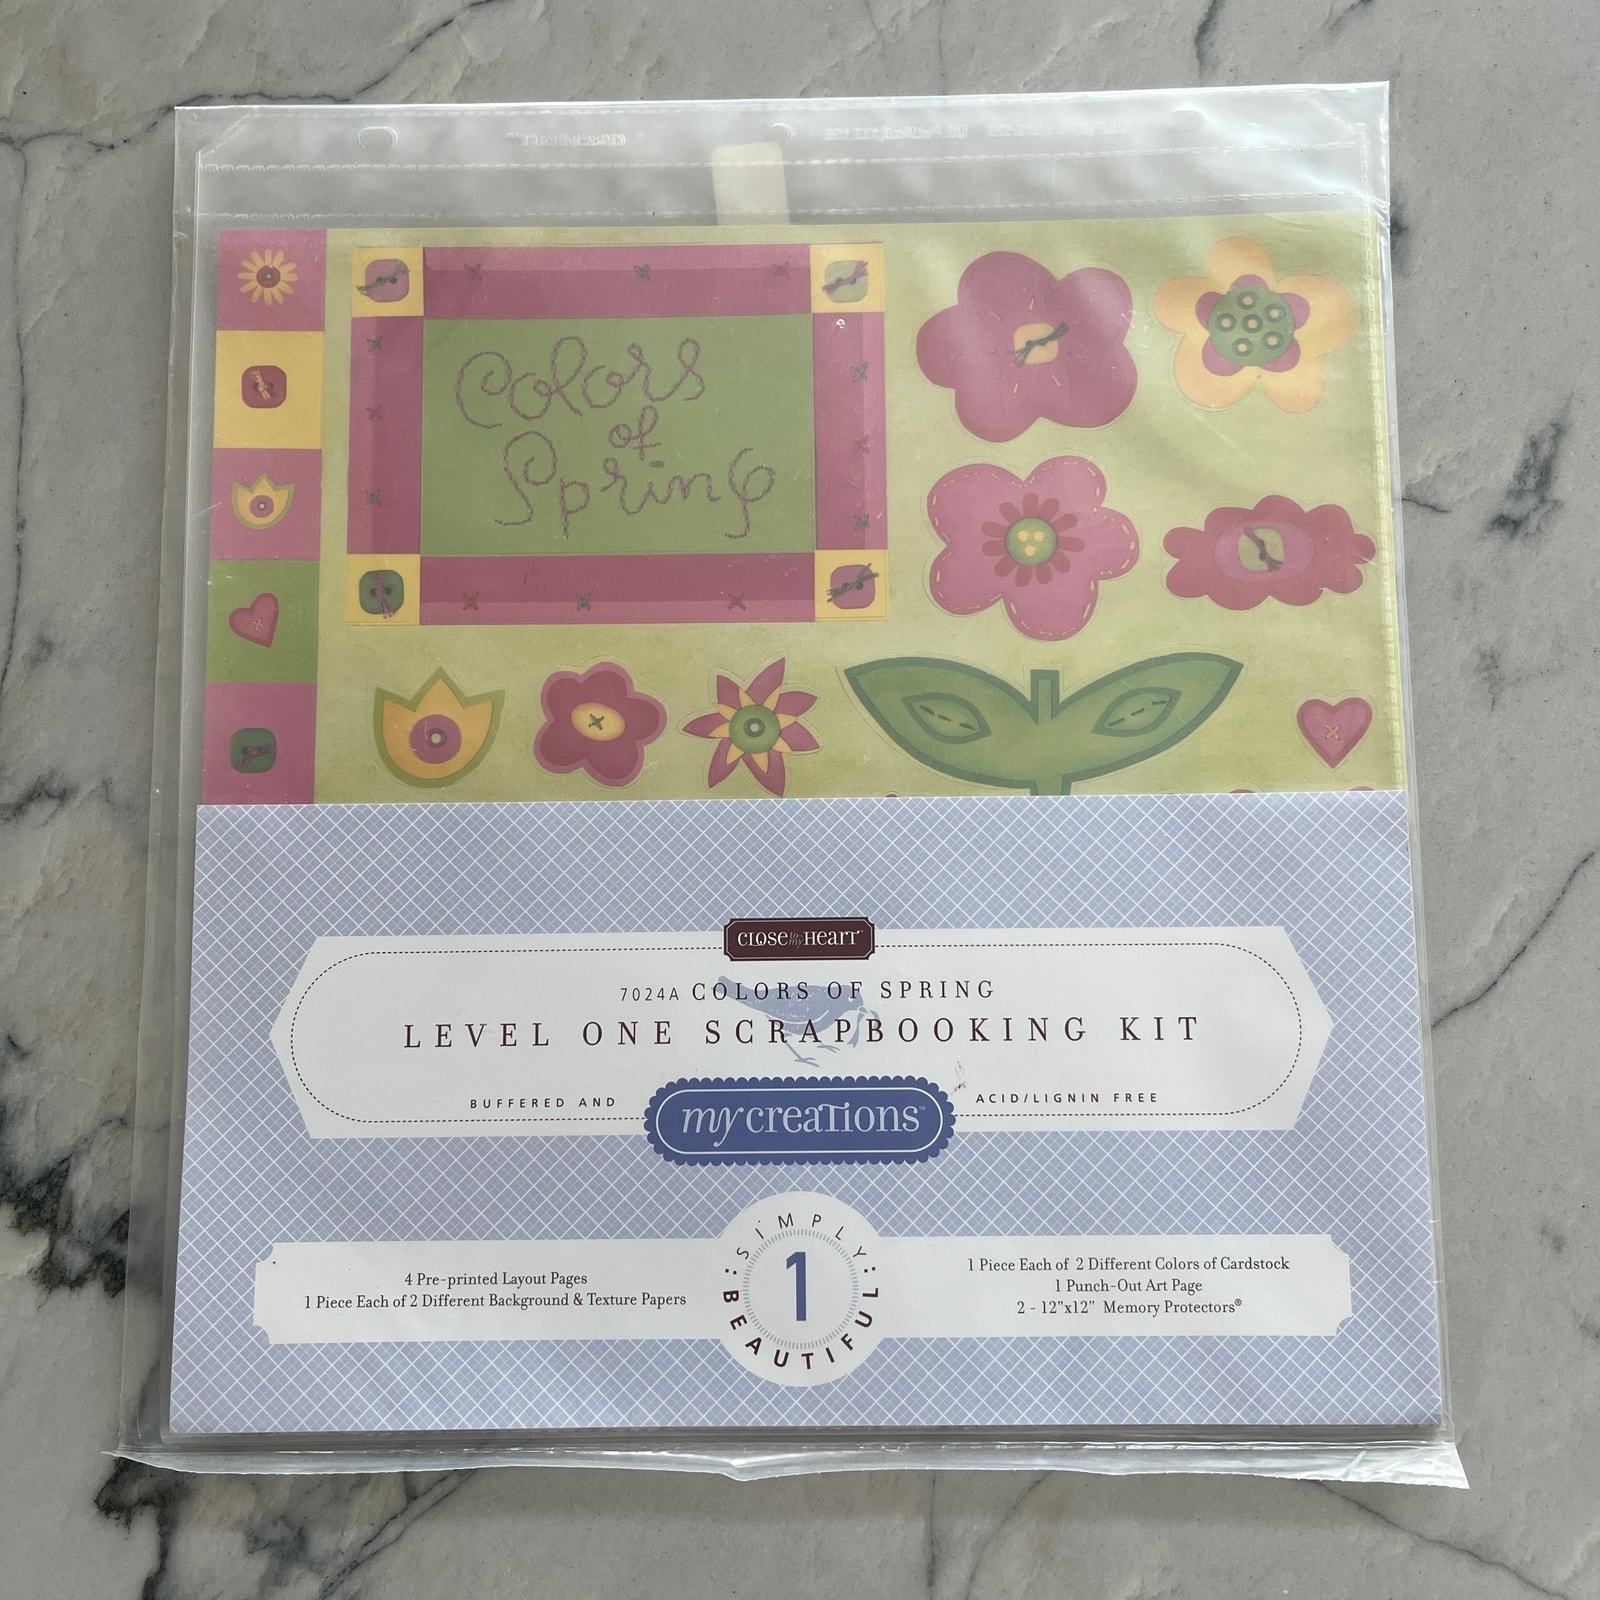 Colors
of
Spring
CLOSE to my HEART™
7024A COLORS OF SPRING
LEVEL ONE SCRAPBOOKING KIT
BUFFERED AND
ACID/LIGNIN FREE
my creations™
SIMPLY:
1
BEAUTIFUL:
4 Pre-printed Layout Pages
1 Piece Each of 2 Different Background & Texture Papers
1 Piece Each of 2 Different Colors of Cardstock
1 Punch-Out Art Page
2 - 12"x12" Memory Protectors®